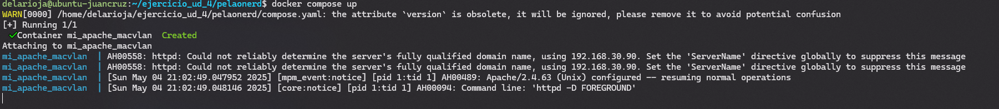 delarioja@ubuntu-juancruz:~/ejercicio_ud_4/pelaonerd$ docker compose up
WARN[0000] /home/delarioja/ejercicio_ud_4/pelaonerd/compose.yaml: the attribute `version` is obsolete, it will be ignored, please remove it to avoid potential confusion
[+] Running 1/1
✔Container mi_apache_macvlan  Created
Attaching to mi_apache_macvlan
mi_apache_macvlan  | AH00558: httpd: Could not reliably determine the server's fully qualified domain name, using 192.168.30.90. Set the 'ServerName' directive globally to suppress this message
mi_apache_macvlan  | AH00558: httpd: Could not reliably determine the server's fully qualified domain name, using 192.168.30.90. Set the 'ServerName' directive globally to suppress this message
mi_apache_macvlan  | [Sun May 04 21:02:49.047952 2025] [mpm_event:notice] [pid 1:tid 1] AH00489: Apache/2.4.63 (Unix) configured -- resuming normal operations
mi_apache_macvlan  | [Sun May 04 21:02:49.048146 2025] [core:notice] [pid 1:tid 1] AH00094: Command line: 'httpd -D FOREGROUND'